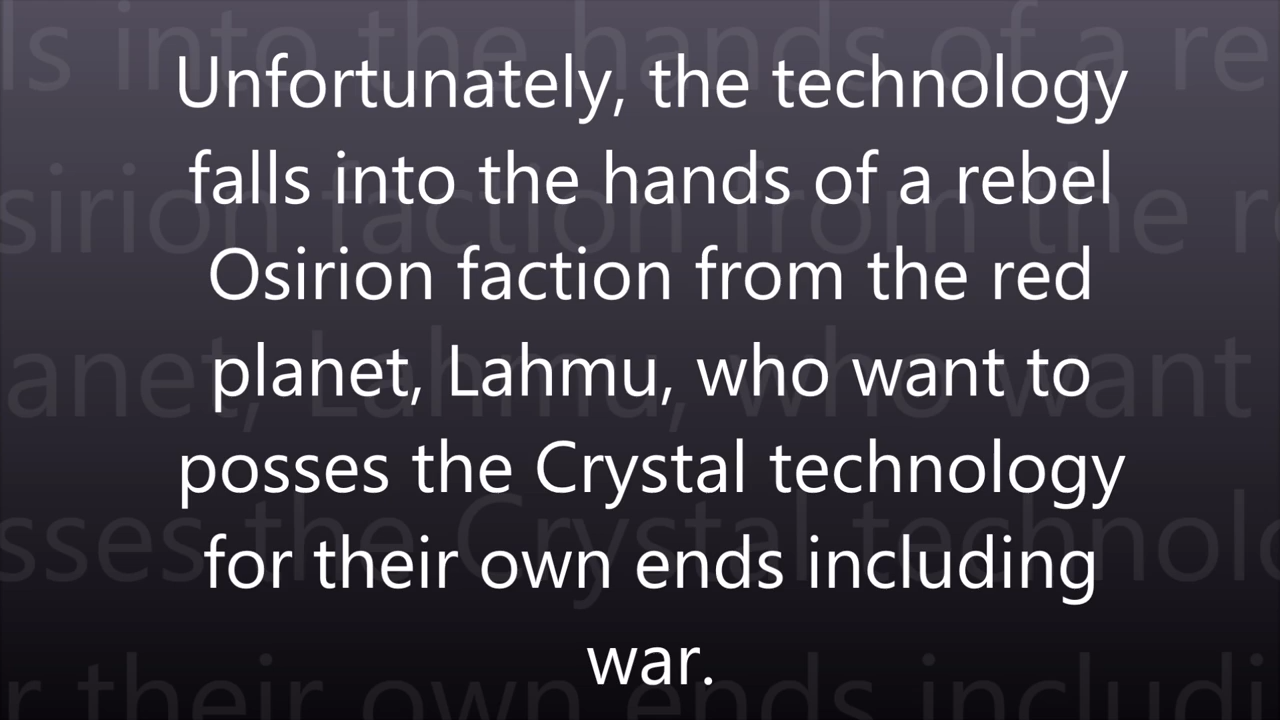 Unfortunately, the technology
falls into the hands of a rebel
Osirion faction from the red
planet, Lahmu, who want to
posses the Crystal technology
for their own ends including
war.